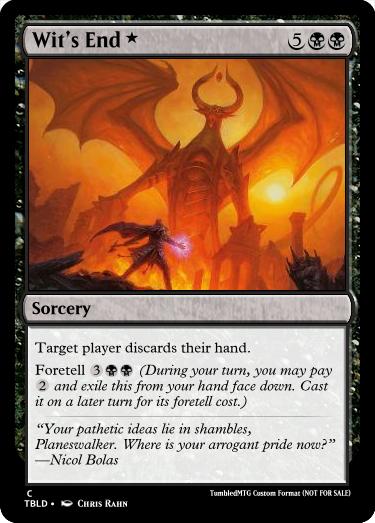 Wit's End ★ 5
Sorcery
Target player discards their hand.
Foretell 3 (During your turn, you may pay
2 and exile this from your hand face down. Cast
it on a later turn for its foretell cost.)
“Your pathetic ideas lie in shambles,
Planeswalker. Where is your arrogant pride now?”
—Nicol Bolas
C
TBLD • Chris Rahn
TumbledMTG Custom Format (NOT FOR SALE)